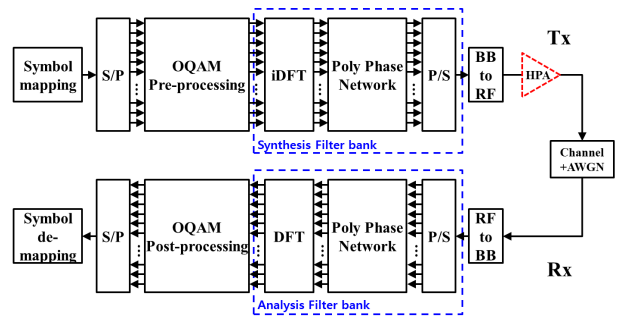 Symbol
mapping
S/P
OQAM
Pre-processing
iDFT
Poly Phase
Network
P/S
Synthesis Filter bank
BB
to
RF
HPA
Tx
Channel
+AWGN
Symbol
de-
mapping
S/P
OQAM
Post-processing
DFT
Poly Phase
Network
P/S
Analysis Filter bank
RF
to
BB
Rx